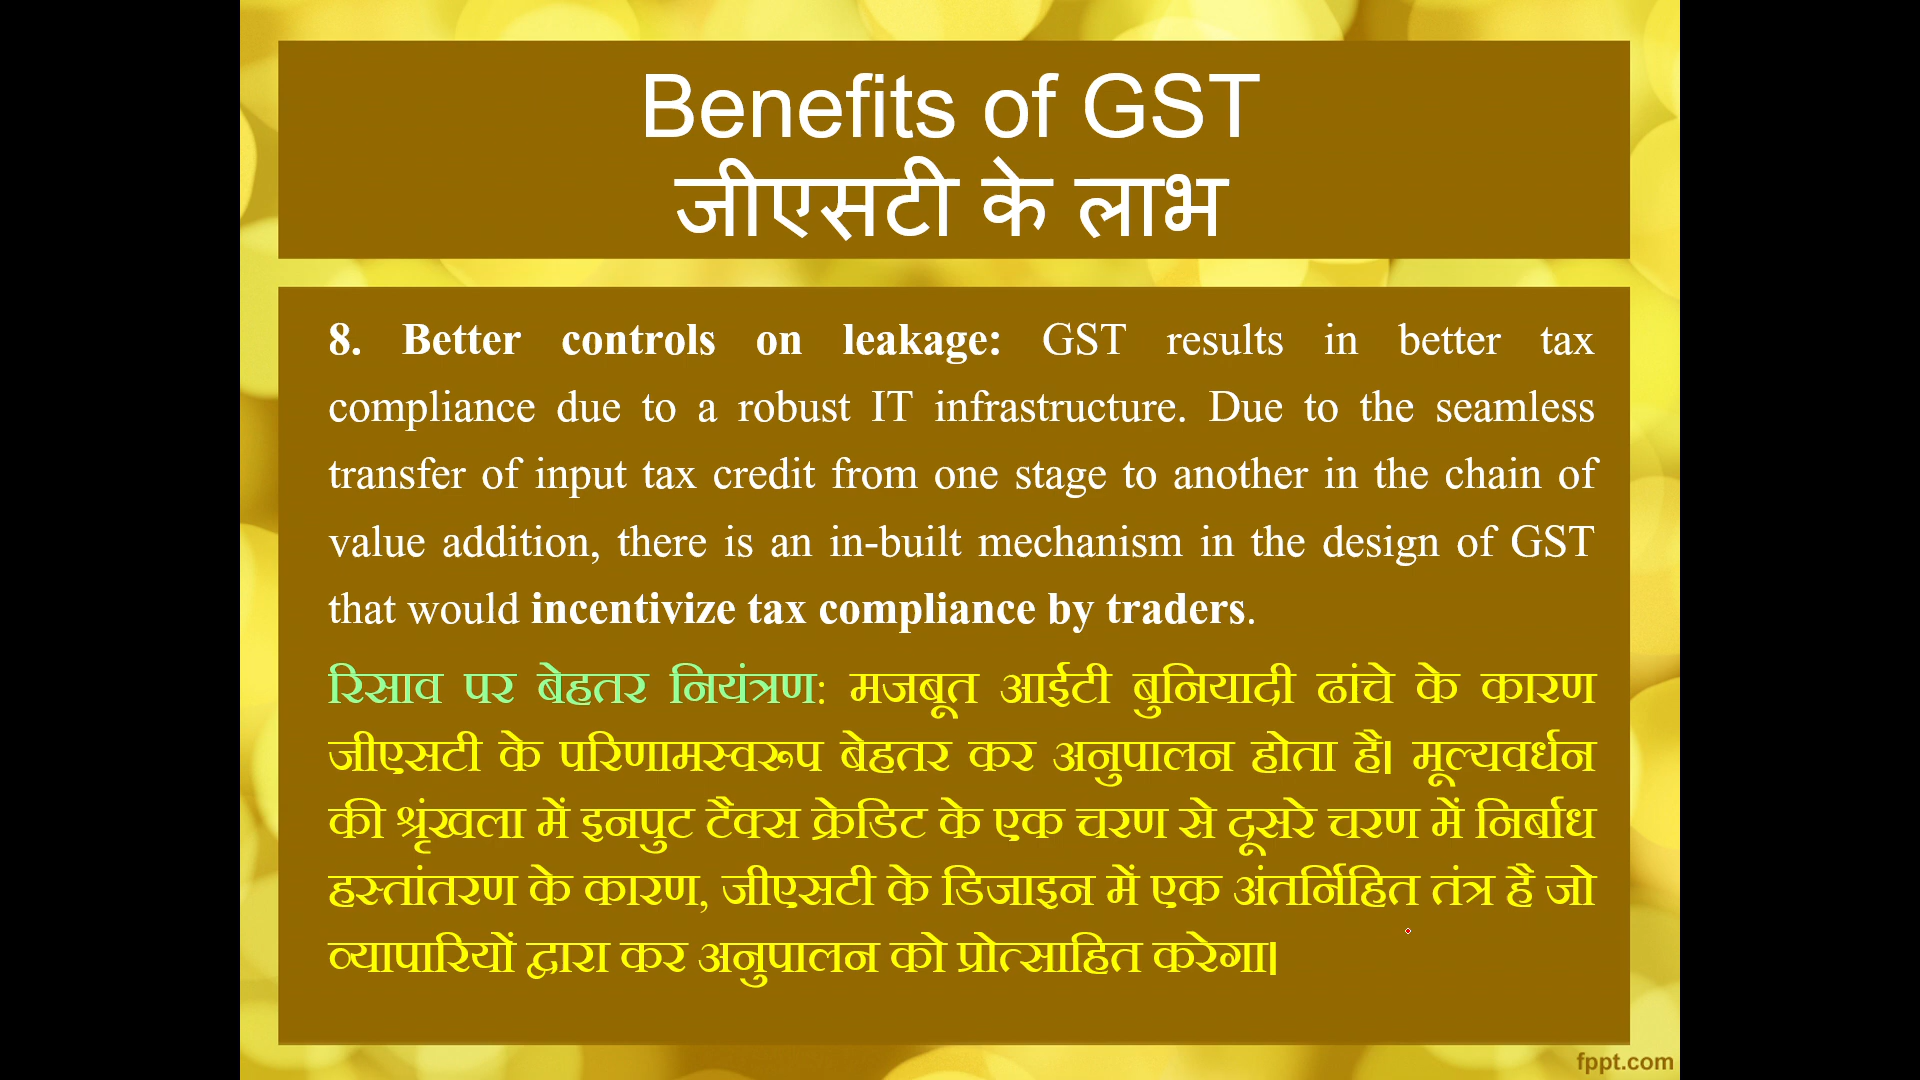 Benefits of GST
जीएसटी के लाभ
8. Better controls on leakage: GST results in better tax
compliance due to a robust IT infrastructure. Due to the seamless
transfer of input tax credit from one stage to another in the chain of
value addition, there is an in-built mechanism in the design of GST
that would incentivize tax compliance by traders.
रिसाव पर बेहतर नियंत्रण: मजबूत आईटी बुनियादी ढांचे के कारण
जीएसटी के परिणामस्वरूप बेहतर कर अनुपालन होता है। मूल्यवर्धन
की श्रृंखला में इनपुट टैक्स क्रेडिट के एक चरण से दूसरे चरण में निर्बाध
हस्तांतरण के कारण, जीएसटी के डिजाइन में एक अंतर्निहित तंत्र है जो
व्यापारियों द्वारा कर अनुपालन को प्रोत्साहित करेगा।
fppt.com